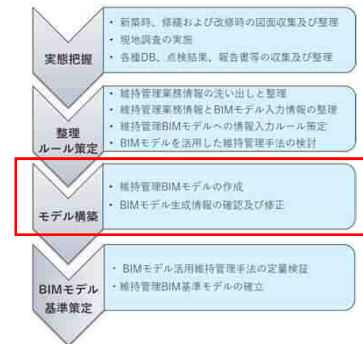 実態把握
・ 新築時、修繕および改修時の図面収集及び整理
・ 現地調査の実施
・ 各種DB、点検結果、報告書等の収集及び整理
整理
ルール策定
・ 維持管理業務情報の洗い出しと整理
・ 維持管理業務情報とBIMモデル入力情報の整理
・ 維持管理BIMモデルへの情報入力ルール策定
・ BIMモデルを活用した維持管理手法の検討
モデル構築
・ 維持管理BIMモデルの作成
・ BIMモデル生成情報の確認及び修正
BIMモデル
基準策定
・ BIMモデル活用維持管理手法の定量検証
・ 維持管理BIM基準モデルの確立